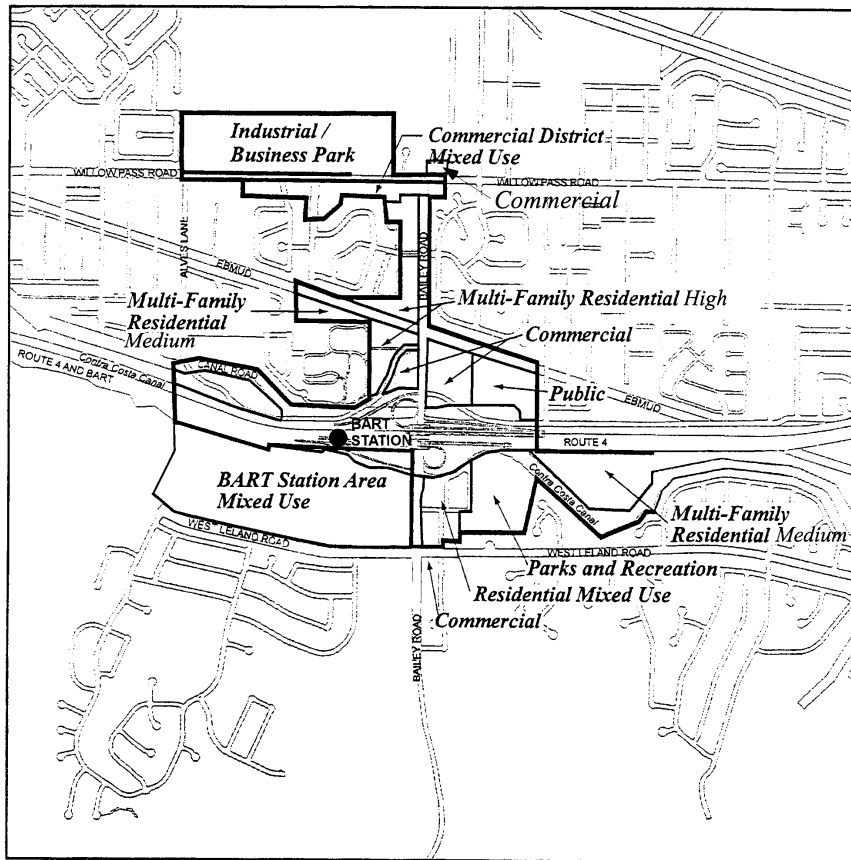 Industrial /
Business Park
Commercial District
Mixed Use
WILLOW PASS ROAD
WILLOW PASS ROAD
Commercial
ALVES LANE
BAILEY ROAD
EBMUD
Multi-Family
Residential
Medium
Multi-Family Residential High
Commercial
ROUTE 4 AND BART
Contra Costa Canal
CANAL ROAD
Public
EBMUD
BART
STATION
ROUTE 4
BART Station Area
Mixed Use
Contra Costa Canal
Multi-Family
Residential Medium
WEST LELAND ROAD
WEST LELAND ROAD
Parks and Recreation
Residential Mixed Use
Commercial
BAILEY ROAD